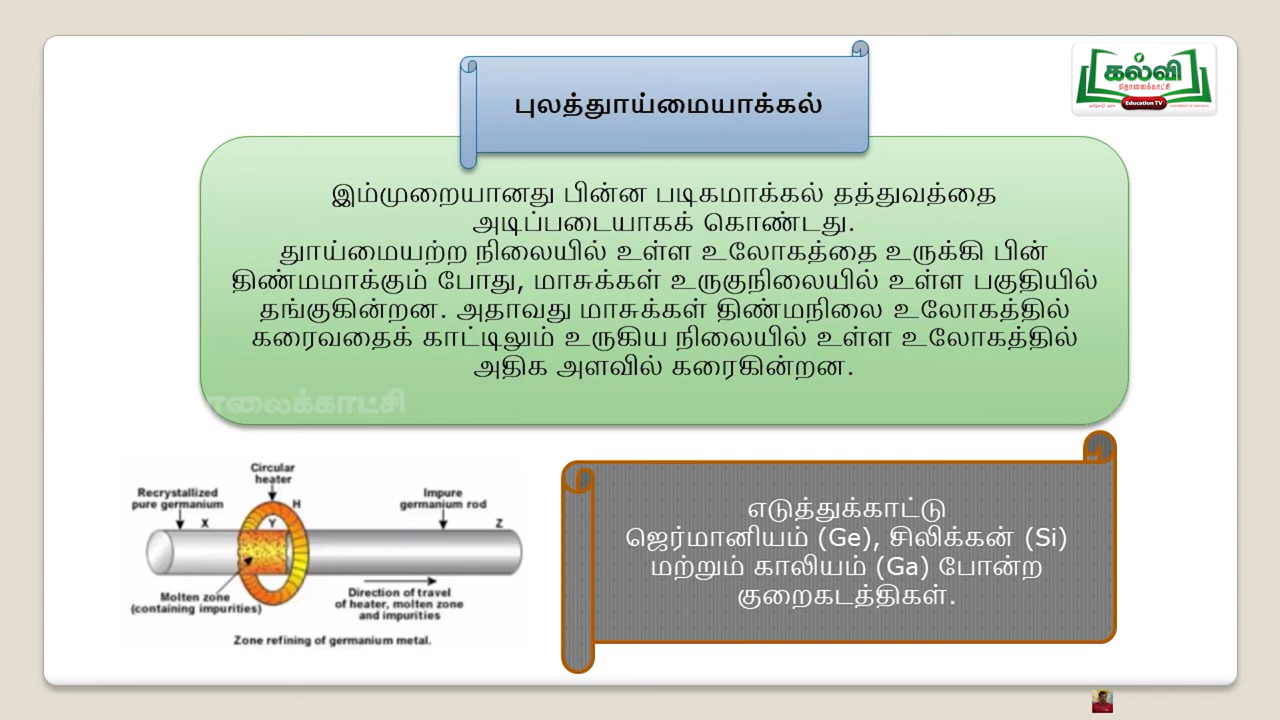 புலத்தூய்மையாக்கல்
கல்வி
தொலைக்காட்சி
Education TV
இம்முறையானது பின்ன படிகமாக்கல் தத்துவத்தை
அடிப்படையாகக் கொண்டது.
தூய்மையற்ற நிலையில் உள்ள உலோகத்தை உருக்கி பின்
திண்மமாக்கும் போது, மாசுக்கள் உருகுநிலையில் உள்ள பகுதியில்
தங்குகின்றன. அதாவது மாசுக்கள் திண்மநிலை உலோகத்தில்
கரைவதைக் காட்டிலும் உருகிய நிலையில் உள்ள உலோகத்தில்
அதிக அளவில் கரைகின்றன.
Circular
heater
Recrystallized
pure germanium
Impure
germanium rod
X
Y
H
Z
Molten zone
(containing impurities)
Direction of travel
of heater, molten zone
and impurities
Zone refining of germanium metal.
எடுத்துக்காட்டு
ஜெர்மானியம் (Ge), சிலிக்கன் (Si)
மற்றும் காலியம் (Ga) போன்ற
குறைகடத்திகள்.